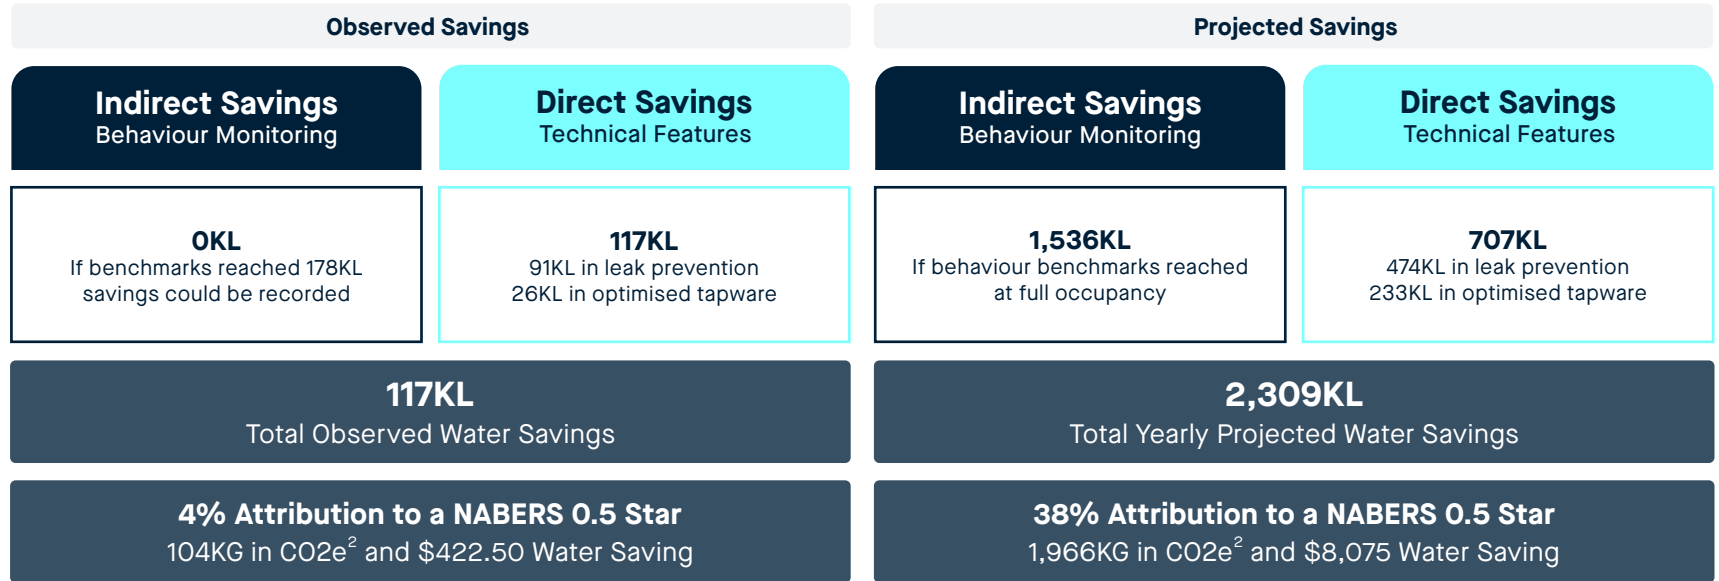 Observed Savings
Indirect Savings
Behaviour Monitoring
Direct Savings
Technical Features
0KL
If benchmarks reached 178KL
savings could be recorded
117KL
91KL in leak prevention
26KL in optimised tapware
117KL
Total Observed Water Savings
4% Attribution to a NABERS 0.5 Star
104KG in CO2e² and $422.50 Water Saving
Projected Savings
Indirect Savings
Behaviour Monitoring
Direct Savings
Technical Features
1,536KL
If behaviour benchmarks reached
at full occupancy
707KL
474KL in leak prevention
233KL in optimised tapware
2,309KL
Total Yearly Projected Water Savings
38% Attribution to a NABERS 0.5 Star
1,966KG in CO2e² and $8,075 Water Saving